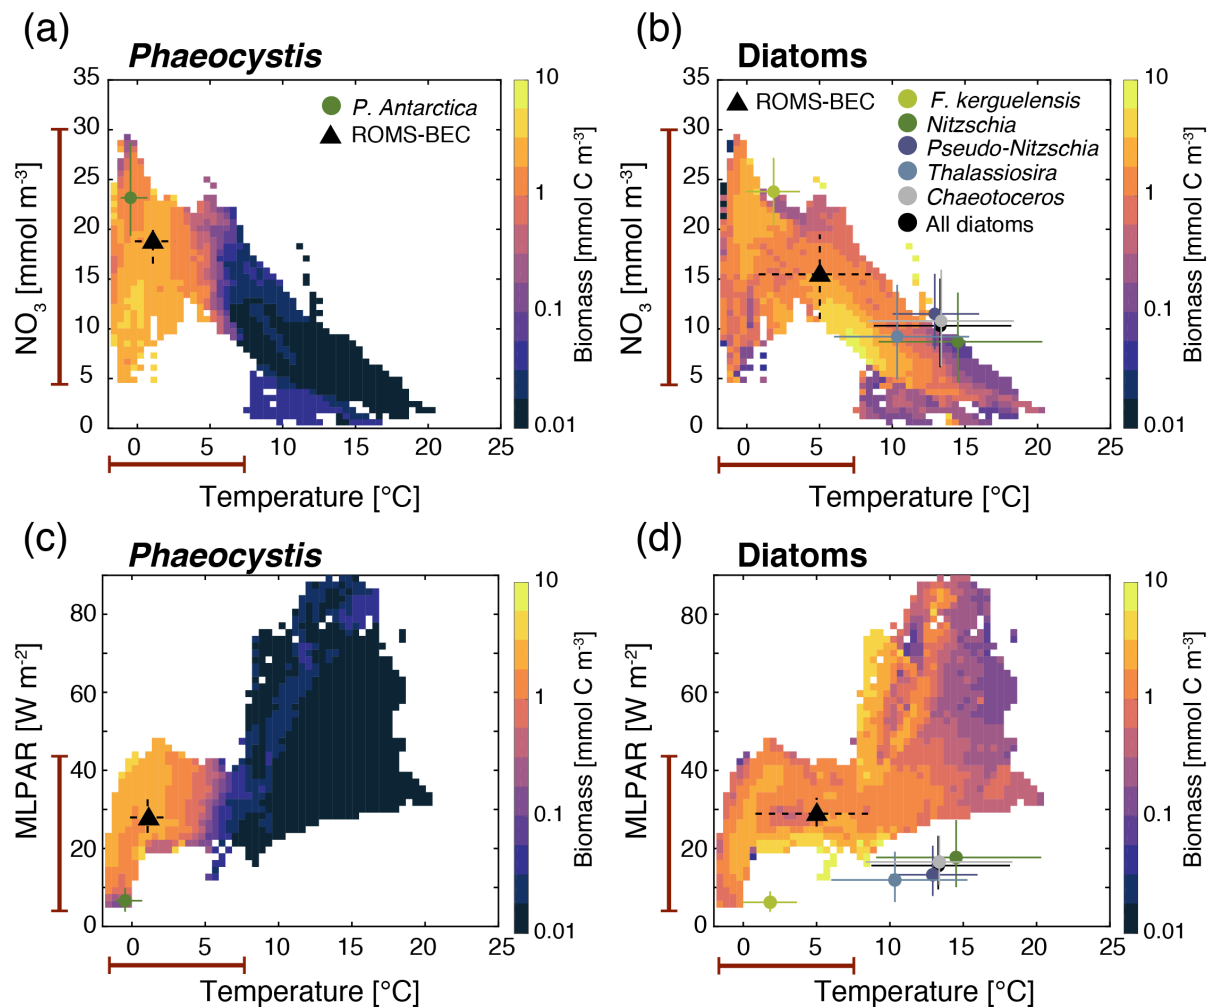 (a)
Phaeocystis
35
30
25
20
15
10
5
0
NO3 [mmol m-3]
P. Antarctica
ROMS-BEC
0
5
10
15
20
25
Temperature [°C]
10
1
0.1
0.01
Biomass [mmol C m-3]
(b)
Diatoms
35
30
25
20
15
10
5
0
NO3 [mmol m-3]
ROMS-BEC
F. kerguelensis
Nitzschia
Pseudo-Nitzschia
Thalassiosira
Chaeotoceros
All diatoms
0
5
10
15
20
25
Temperature [°C]
10
1
0.1
0.01
Biomass [mmol C m-3]
(c)
Phaeocystis
80
60
40
20
0
MLPAR [W m-2]
0
5
10
15
20
25
Temperature [°C]
10
1
0.1
0.01
Biomass [mmol C m-3]
(d)
Diatoms
80
60
40
20
0
MLPAR [W m-2]
0
5
10
15
20
25
Temperature [°C]
10
1
0.1
0.01
Biomass [mmol C m-3]